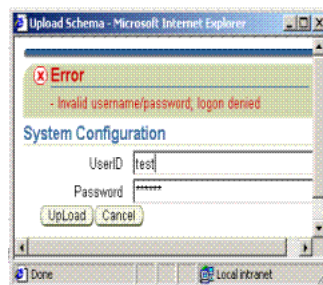 Upload Schema - Microsoft Internet Explorer
Error
- Invalid username/password; logon denied
System Configuration
UserID test
Password ******
UpLoad Cancel
Done Local intranet